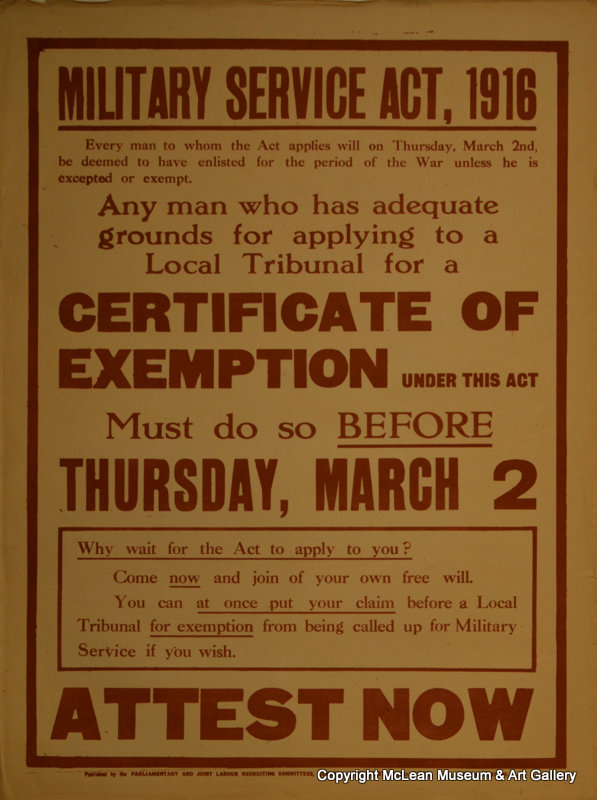 MILITARY SERVICE ACT, 1916
Every man to whom the Act applies will on Thursday, March 2nd,
be deemed to have enlisted for the period of the War unless he is
excepted or exempt.
Any man who has adequate
grounds for applying to a
Local Tribunal for a
CERTIFICATE OF
EXEMPTION UNDER THIS ACT
Must do so BEFORE
THURSDAY, MARCH 2
Why wait for the Act to apply to you?
Come now and join of your own free will.
You can at once put your claim before a Local
Tribunal for exemption from being called up for Military
Service if you wish.
ATTEST NOW
Published by the PARLIAMENTARY AND JOINT LABOUR RECRUITING COMMITTEES,
Copyright McLean Museum & Art Gallery